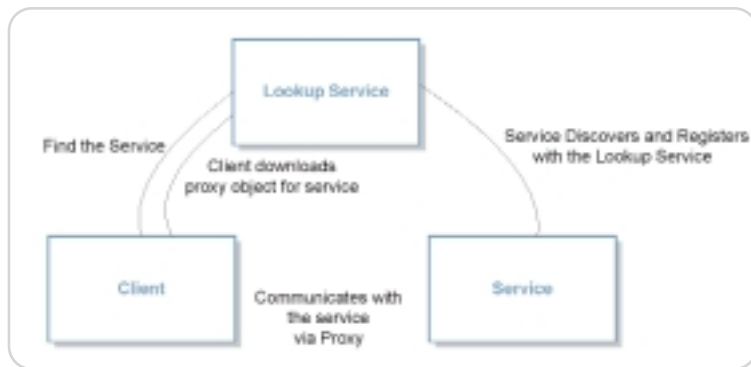 Lookup Service
Find the Service
Client downloads
proxy object for service
Service Discovers and Registers
with the Lookup Service
Client
Communicates with
the service
via Proxy
Service